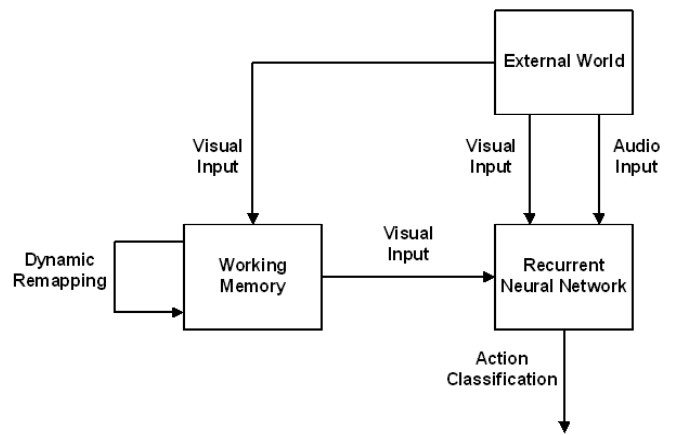 External World
Visual
Input
Visual
Input
Audio
Input
Dynamic
Remapping
Working
Memory
Visual
Input
Recurrent
Neural Network
Action
Classification